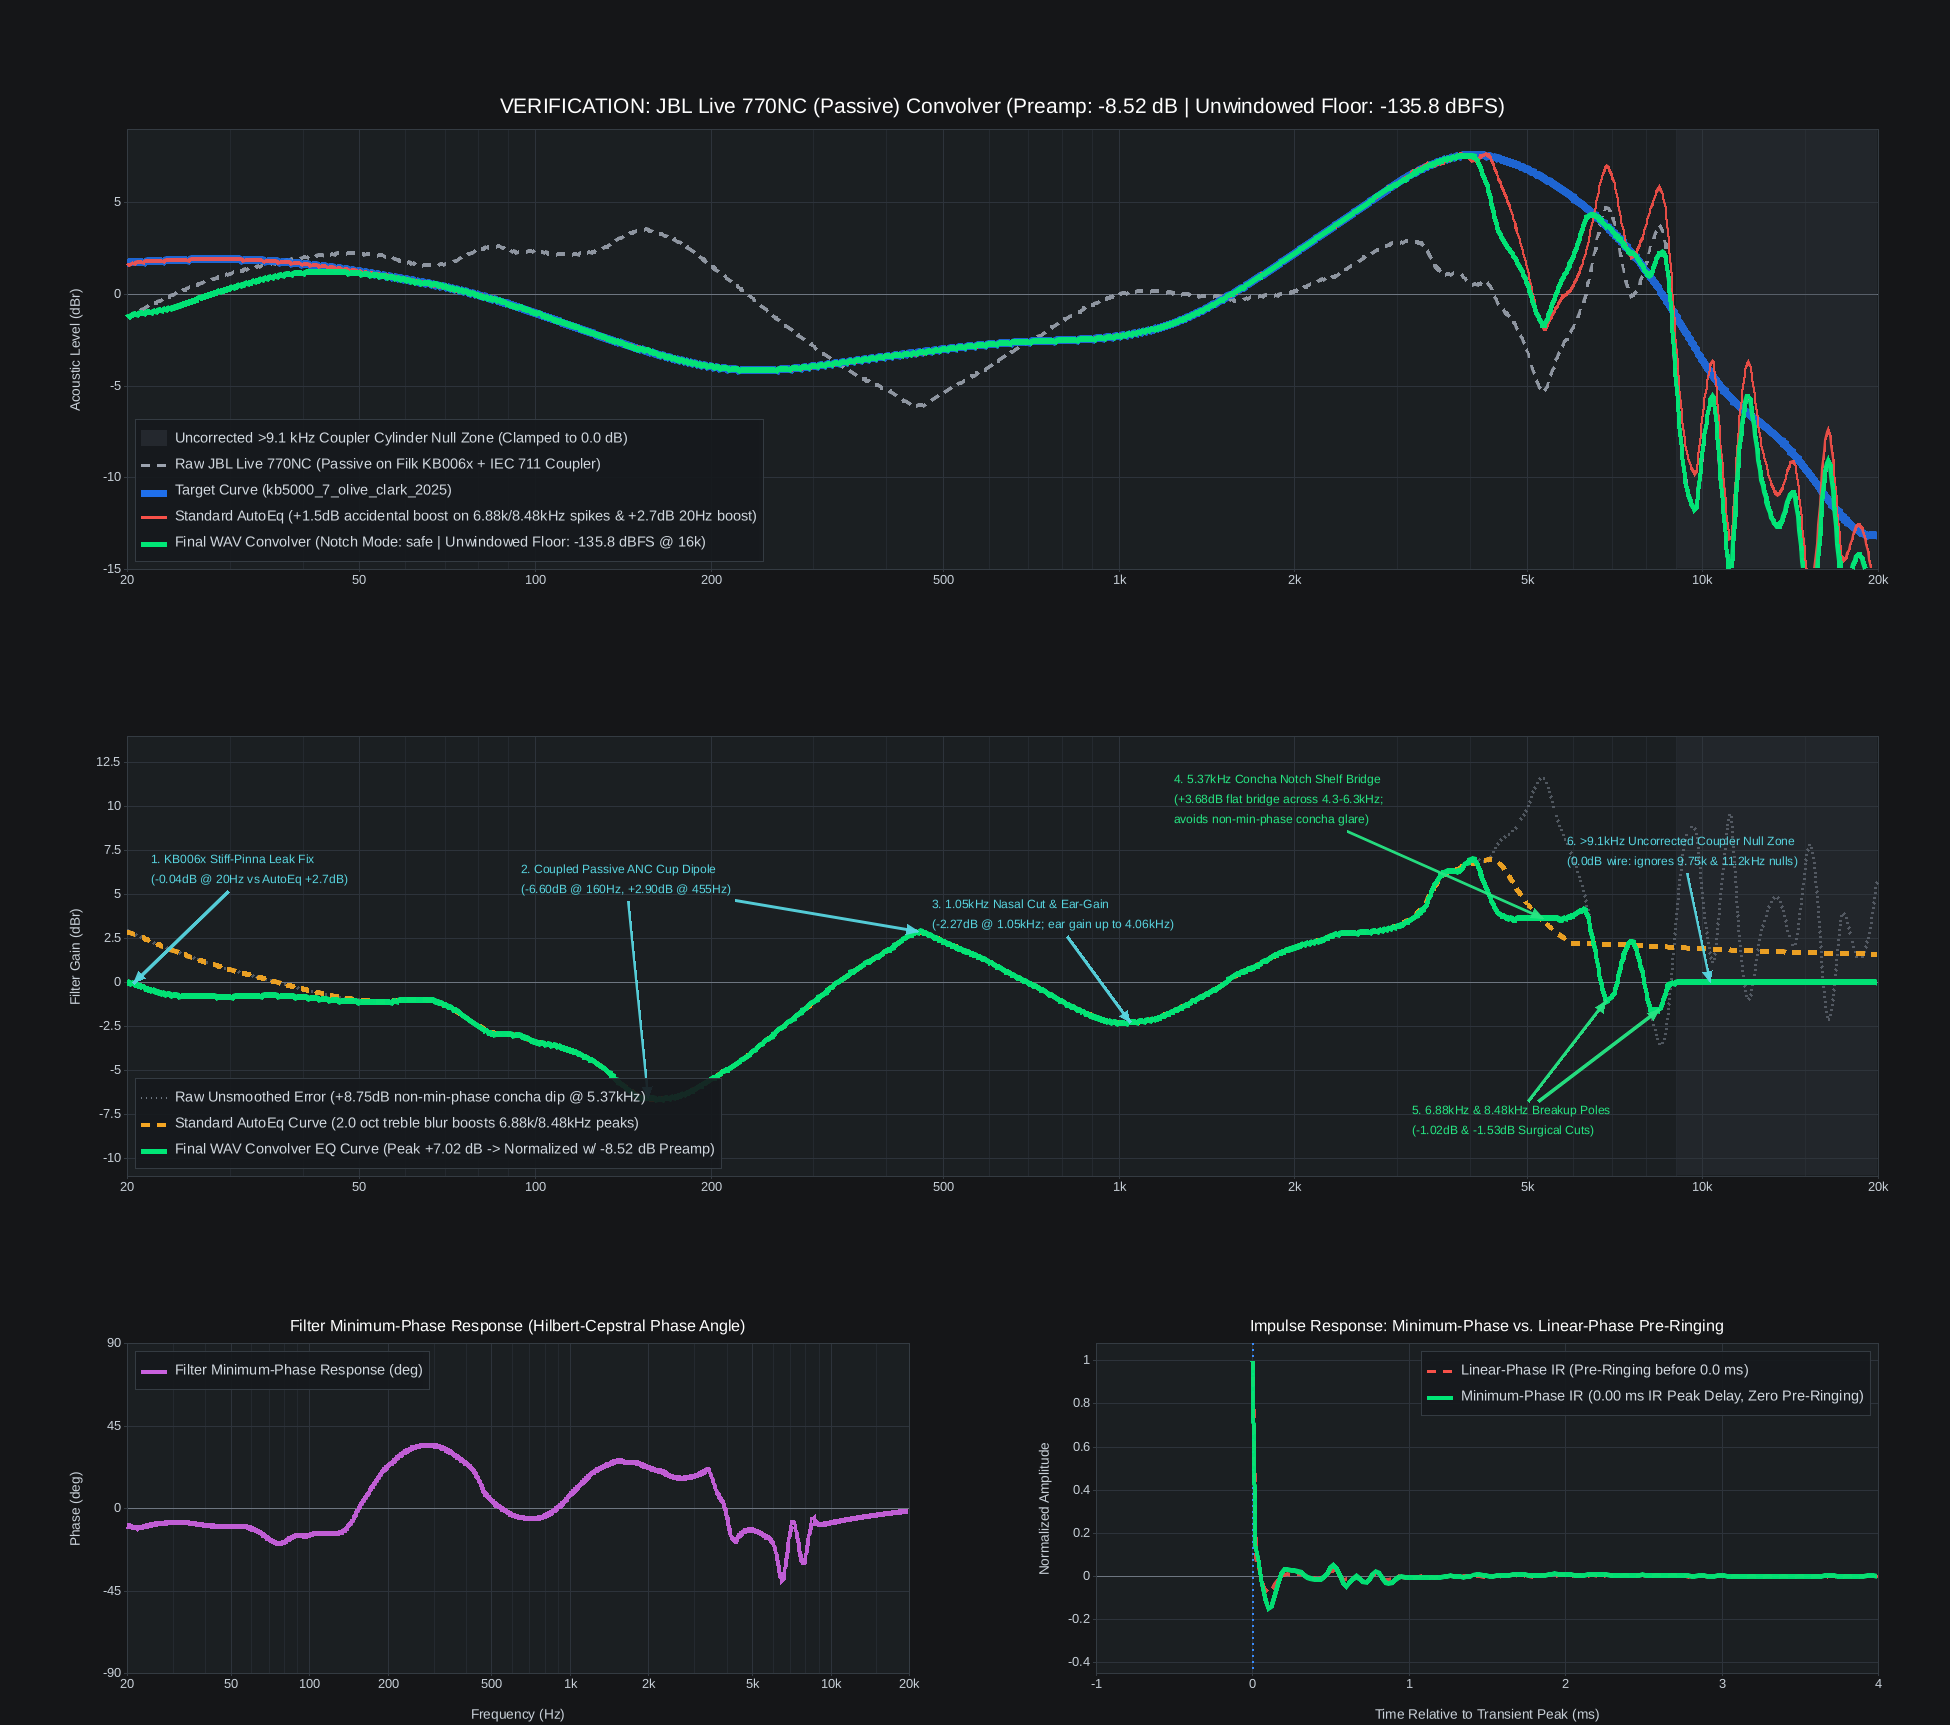 VERIFICATION: JBL Live 770NC (Passive) Convolver (Preamp: -8.52 dB | Unwindowed Floor: -135.8 dBFS)
Acoustic Level (dBr)
5
0
-5
-10
-15
Uncorrected >9.1 kHz Coupler Cylinder Null Zone (Clamped to 0.0 dB)
Raw JBL Live 770NC (Passive on Filk KB006x + IEC 711 Coupler)
Target Curve (kb5000_7_olive_clark_2025)
Standard AutoEq (+1.5dB accidental boost on 6.88k/8.48kHz spikes & +2.7dB 20Hz boost)
Final WAV Convolver (Notch Mode: safe | Unwindowed Floor: -135.8 dBFS @ 16k)
20 50 100 200 500 1k 2k 5k 10k 20k
Filter Gain (dBr)
12.5
10
7.5
5
2.5
0
-2.5
-5
-7.5
-10
4. 5.37kHz Concha Notch Shelf Bridge
(+3.68dB flat bridge across 4.3-6.3kHz;
avoids non-min-phase concha glare)
6. >9.1kHz Uncorrected Coupler Null Zone
(0.0dB wire: ignores 9.75k & 11.2kHz nulls)
1. KB006x Stiff-Pinna Leak Fix
(-0.04dB @ 20Hz vs AutoEq +2.7dB)
2. Coupled Passive ANC Cup Dipole
(-6.60dB @ 160Hz, +2.90dB @ 455Hz)
3. 1.05kHz Nasal Cut & Ear-Gain
(-2.27dB @ 1.05kHz; ear gain up to 4.06kHz)
5. 6.88kHz & 8.48kHz Breakup Poles
(-1.02dB & -1.53dB Surgical Cuts)
Raw Unsmoothed Error (+8.75dB non-min-phase concha dip @ 5.37kHz)
Standard AutoEq Curve (2.0 oct treble blur boosts 6.88k/8.48kHz peaks)
Final WAV Convolver EQ Curve (Peak +7.02 dB -> Normalized w/ -8.52 dB Preamp)
20 50 100 200 500 1k 2k 5k 10k 20k
Filter Minimum-Phase Response (Hilbert-Cepstral Phase Angle)
Phase (deg)
90
45
0
-45
-90
Filter Minimum-Phase Response (deg)
20 50 100 200 500 1k 2k 5k 10k 20k
Frequency (Hz)
Impulse Response: Minimum-Phase vs. Linear-Phase Pre-Ringing
Normalized Amplitude
1
0.8
0.6
0.4
0.2
0
-0.2
-0.4
Linear-Phase IR (Pre-Ringing before 0.0 ms)
Minimum-Phase IR (0.00 ms IR Peak Delay, Zero Pre-Ringing)
-1 0 1 2 3 4
Time Relative to Transient Peak (ms)